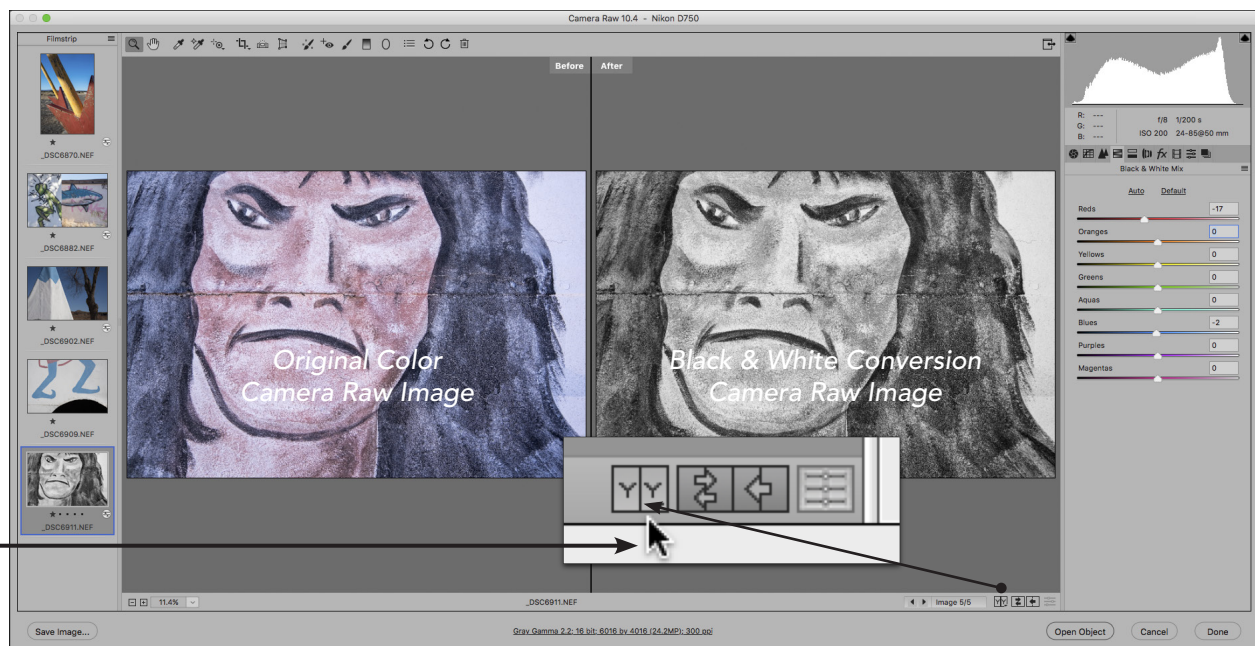 Camera Raw 10.4 - Nikon D750
Filmstrip
_DSC6870.NEF
_DSC6882.NEF
_DSC6902.NEF
_DSC6909.NEF
_DSC6911.NEF
Before After
Original Color
Camera Raw Image
Black & White Conversion
Camera Raw Image
Y Y
11.4%
_DSC6911.NEF
Image 5/5
Y Y
R: ---
G: ---
B: ---
f/8 1/200 s
ISO 200 24-85@50 mm
fx
Black & White Mix
Auto Default
Reds -17
Oranges 0
Yellows 0
Greens 0
Aquas 0
Blues -2
Purples 0
Magentas 0
Save Image...
Gray Gamma 2.2; 16 bit; 6016 by 4016 (24.2MP); 300 ppi
Open Object Cancel Done